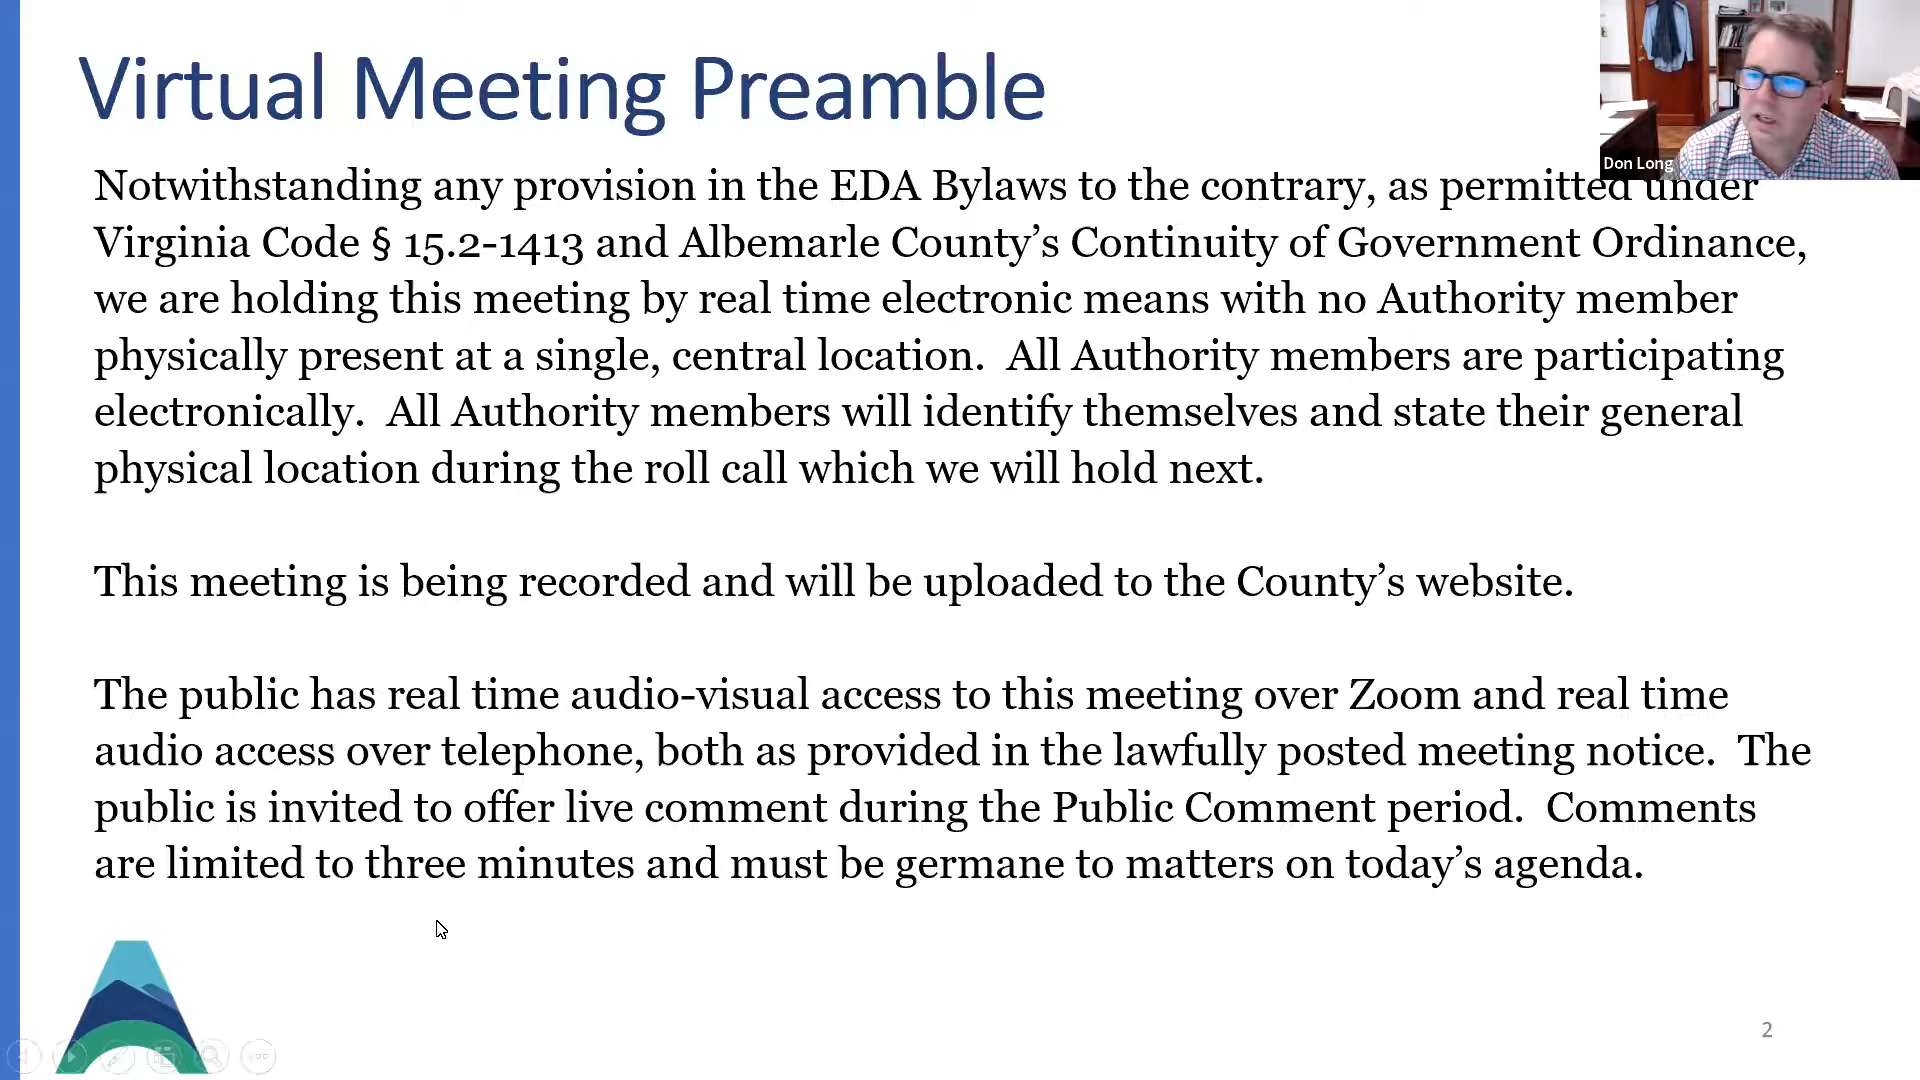 Virtual Meeting Preamble
Don Long
Notwithstanding any provision in the EDA Bylaws to the contrary, as permitted under
Virginia Code § 15.2-1413 and Albemarle County’s Continuity of Government Ordinance,
we are holding this meeting by real time electronic means with no Authority member
physically present at a single, central location.  All Authority members are participating
electronically.  All Authority members will identify themselves and state their general
physical location during the roll call which we will hold next.
This meeting is being recorded and will be uploaded to the County’s website.
The public has real time audio-visual access to this meeting over Zoom and real time
audio access over telephone, both as provided in the lawfully posted meeting notice.  The
public is invited to offer live comment during the Public Comment period.  Comments
are limited to three minutes and must be germane to matters on today’s agenda.
2